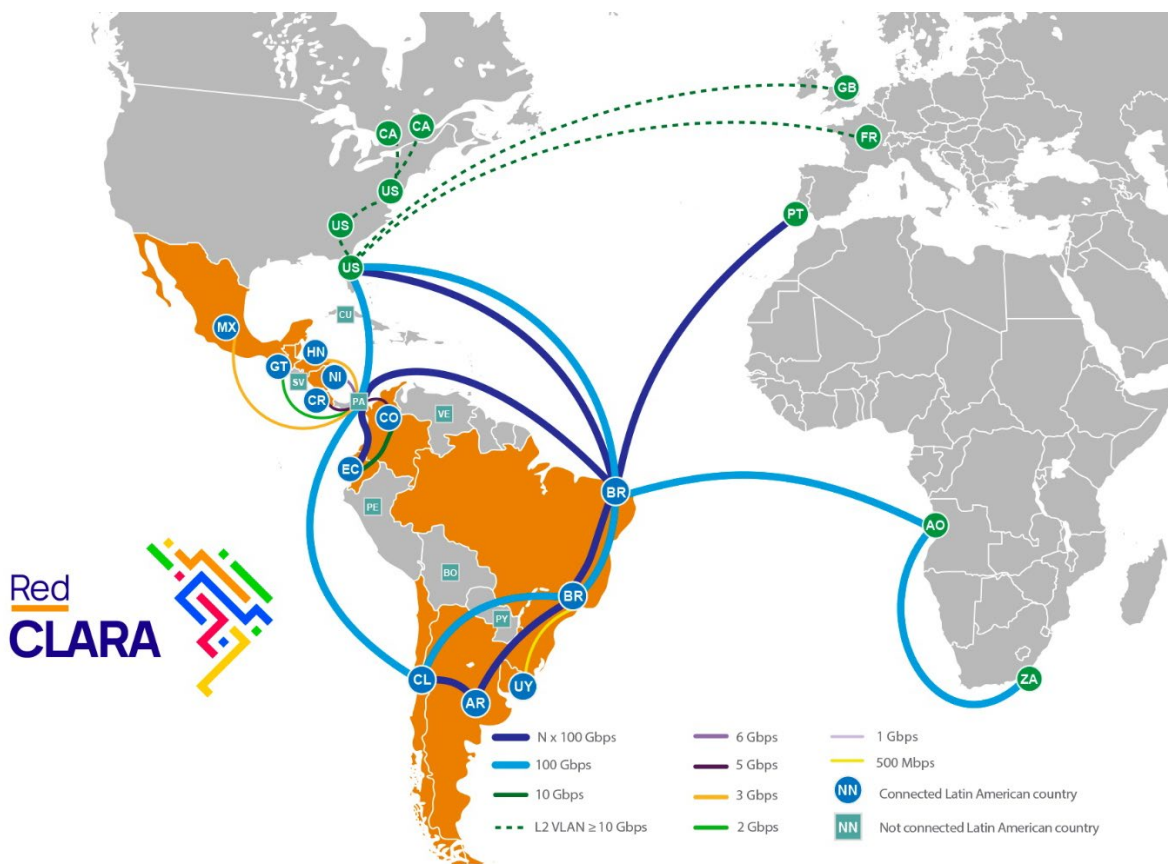 GB
CA
CA
FR
US
PT
US
US
CU
MX
HN
GT
NI
SV
CR
PA
CO
VE
EC
BR
PE
AO
BO
BR
PY
Red
CLARA
CL
UY
ZA
AR
N x 100 Gbps
6 Gbps
1 Gbps
100 Gbps
5 Gbps
500 Mbps
10 Gbps
3 Gbps
NN Connected Latin American country
L2 VLAN ≥ 10 Gbps
2 Gbps
NN Not connected Latin American country